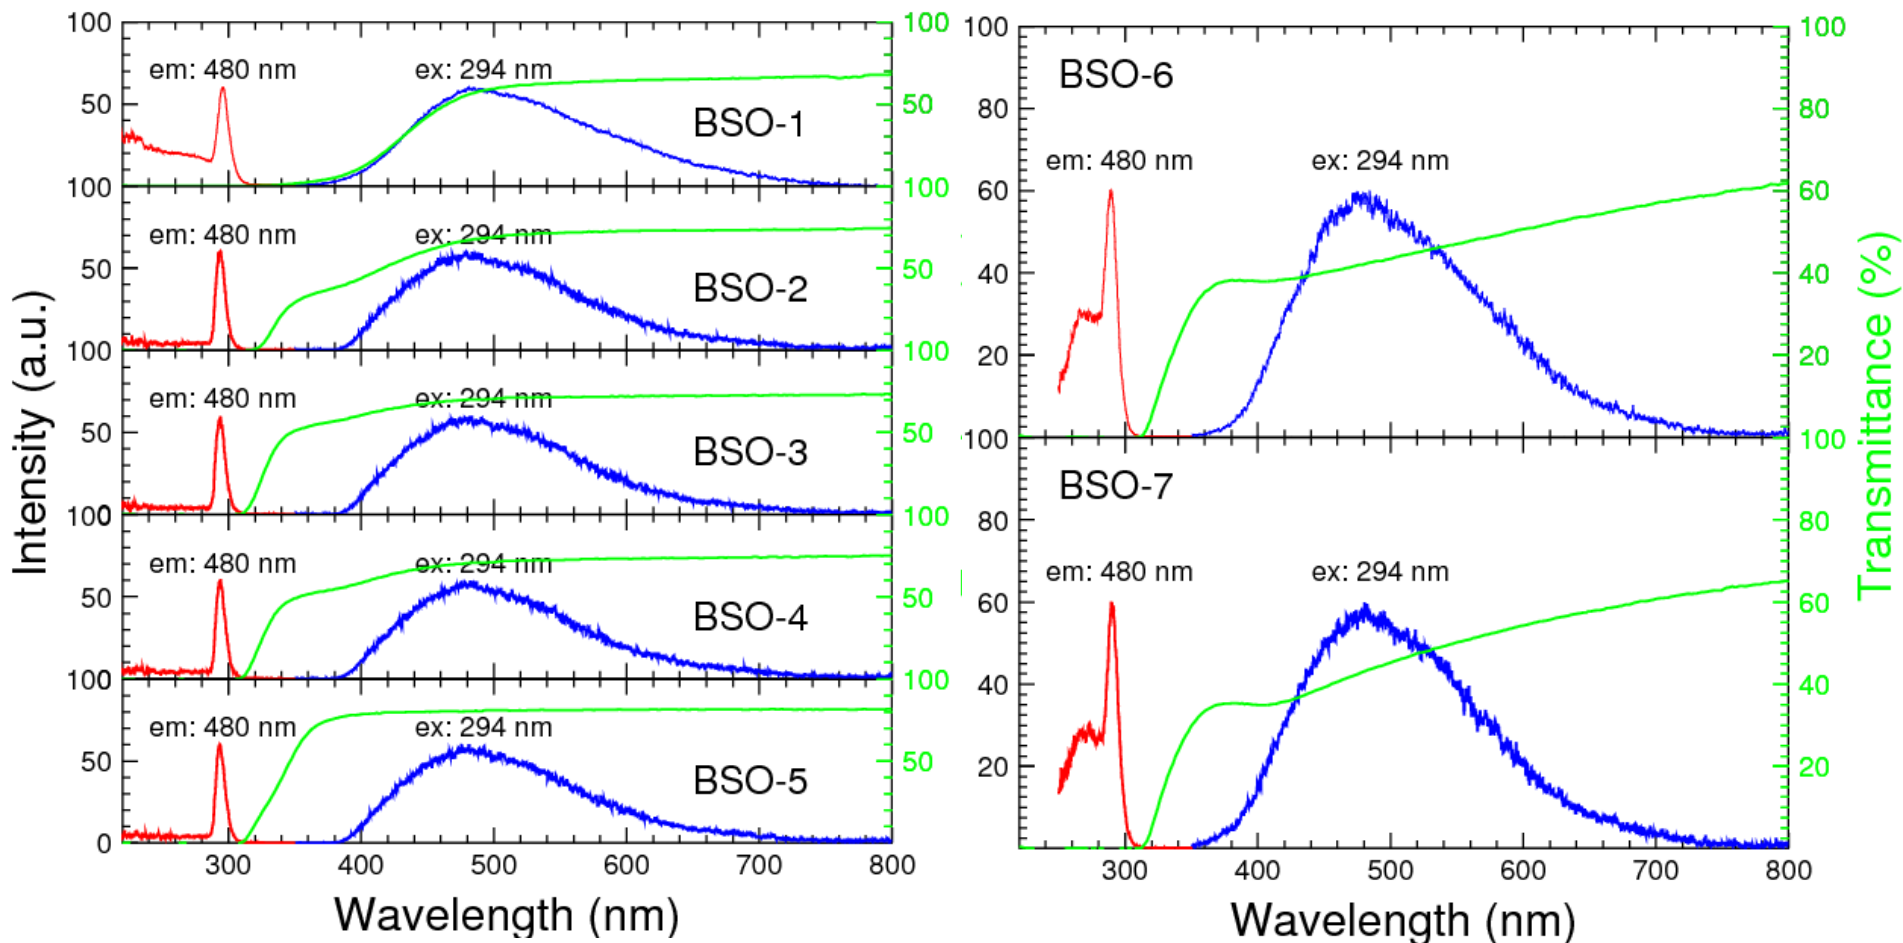 Intensity (a.u.)
100
100
em: 480 nm
ex: 294 nm
50
50
BSO-1
100
100
em: 480 nm
ex: 294 nm
50
50
BSO-2
100
100
em: 480 nm
ex: 294 nm
50
50
BSO-3
100
100
em: 480 nm
ex: 294 nm
50
50
BSO-4
100
100
em: 480 nm
ex: 294 nm
50
50
BSO-5
0
0
300 400 500 600 700 800
Wavelength (nm)
100
100
BSO-6
80
80
em: 480 nm
ex: 294 nm
60
60
40
40
20
20
100
100
BSO-7
80
80
em: 480 nm
ex: 294 nm
60
60
40
40
20
20
300 400 500 600 700 800
Wavelength (nm)
Transmittance (%)